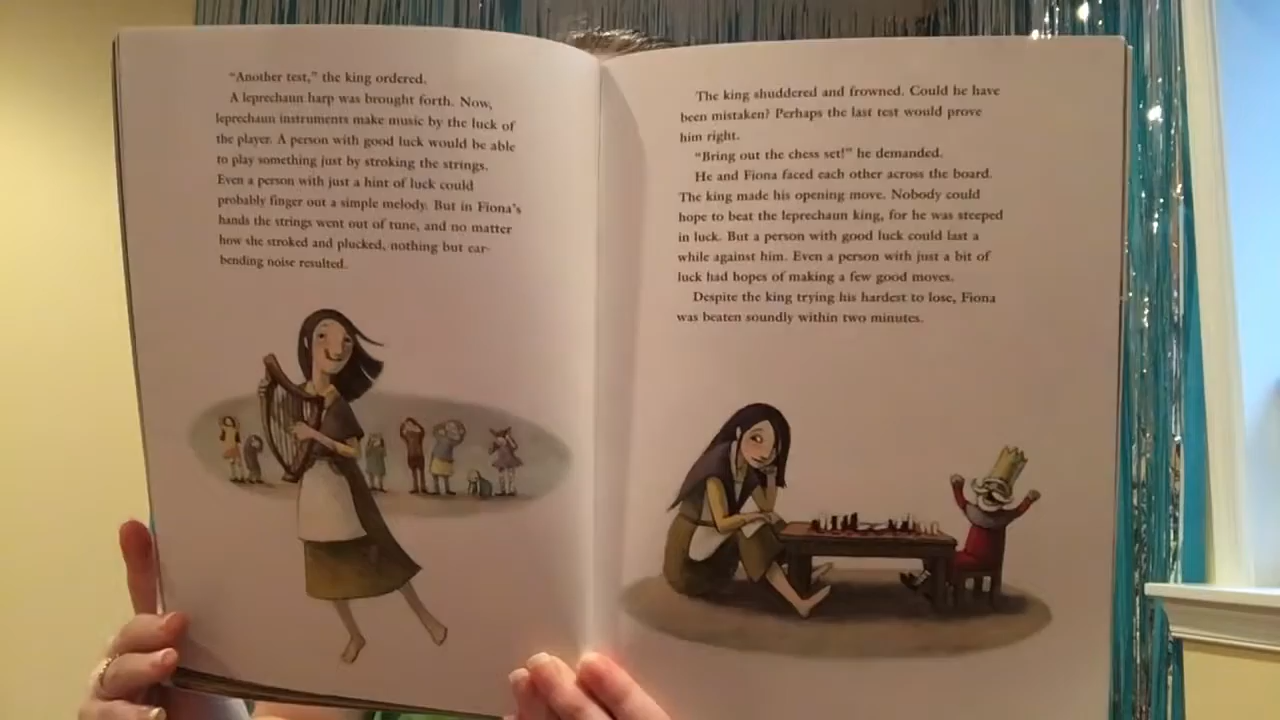 "Another test," the king ordered.
A leprechaun harp was brought forth. Now,
leprechaun instruments make music by the luck of
the player. A person with good luck would be able
to play something just by stroking the strings.
Even a person with just a hint of luck could
probably finger out a simple melody. But in Fiona's
hands the strings went out of tune, and no matter
how she stroked and plucked, nothing but ear-
bending noise resulted.
The king shuddered and frowned. Could he have
been mistaken? Perhaps the last test would prove
him right.
"Bring out the chess set!" he demanded.
He and Fiona faced each other across the board.
The king made his opening move. Nobody could
hope to beat the leprechaun king, for he was steeped
in luck. But a person with good luck could last a
while against him. Even a person with just a bit of
luck had hopes of making a few good moves.
Despite the king trying his hardest to lose, Fiona
was beaten soundly within two minutes.